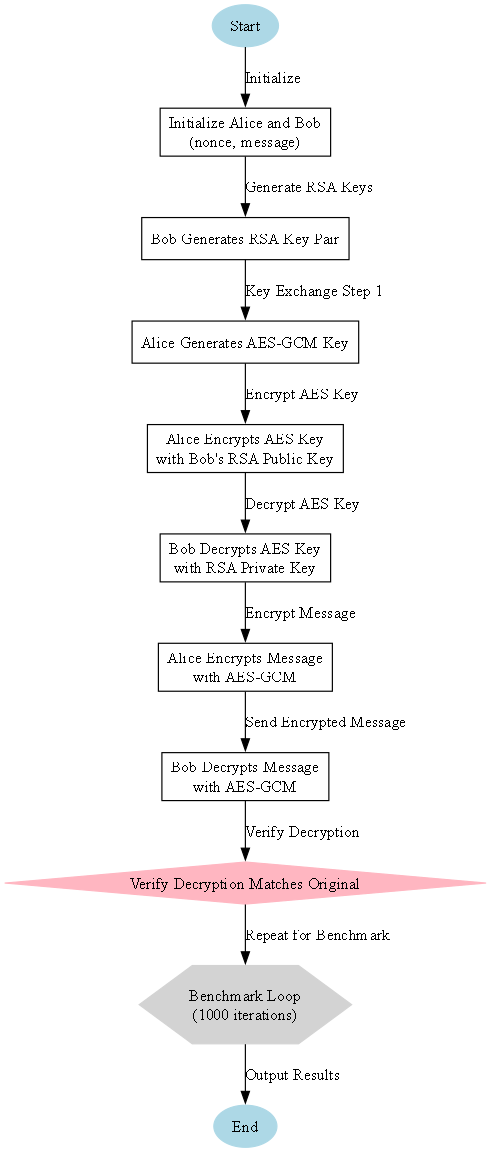 Start
Initialize
Initialize Alice and Bob
(nonce, message)
Generate RSA Keys
Bob Generates RSA Key Pair
Key Exchange Step 1
Alice Generates AES-GCM Key
Encrypt AES Key
Alice Encrypts AES Key
with Bob's RSA Public Key
Decrypt AES Key
Bob Decrypts AES Key
with RSA Private Key
Encrypt Message
Alice Encrypts Message
with AES-GCM
Send Encrypted Message
Bob Decrypts Message
with AES-GCM
Verify Decryption
Verify Decryption Matches Original
Repeat for Benchmark
Benchmark Loop
(1000 iterations)
Output Results
End